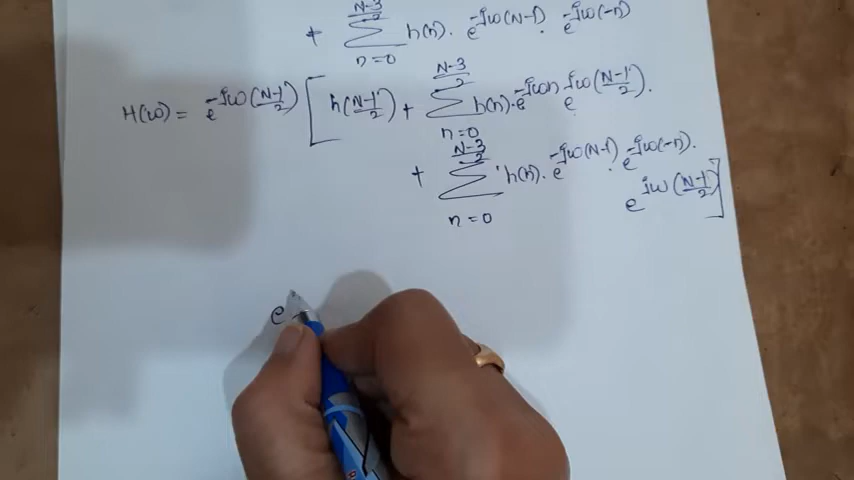 + Σ_{n=0}^{(N-3)/2} h(n). e^{-jω(N-1)}. e^{-jω(-n)}
H(ω) = e^{-jω((N-1)/2)} [ h((N-1)/2) + Σ_{n=0}^{(N-3)/2} h(n). e^{-jωn} e^{jω((N-1)/2)}.
+ Σ_{n=0}^{(N-3)/2} h(n). e^{-jω(N-1)}. e^{-jω(-n)}.
e^{jω((N-1)/2)} ]
e